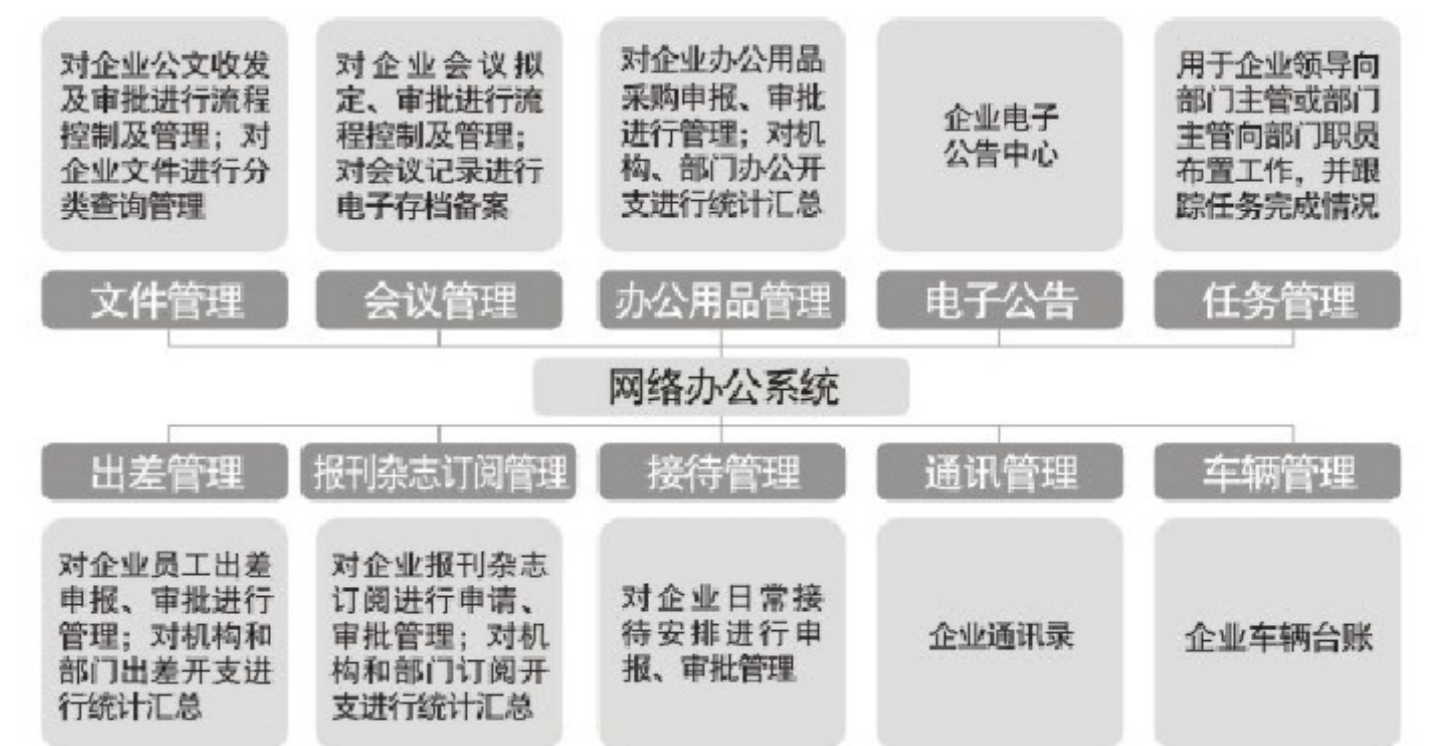 对企业公文收发
及审批进行流程
控制及管理；对
企业文件进行分
类查询管理
对企业会议拟
定、审批进行流
程控制及管理；
对会议记录进行
电子存档备案
对企业办公用品
采购申报、审批
进行管理；对机
构、部门办公开
支进行统计汇总
企业电子
公告中心
用于企业领导向
部门主管或部门
主管向部门职员
布置工作，并跟
踪任务完成情况
文件管理
会议管理
办公用品管理
电子公告
任务管理
网络办公系统
出差管理
报刊杂志订阅管理
接待管理
通讯管理
车辆管理
对企业员工出差
申报、审批进行
管理；对机构和
部门出差开支进
行统计汇总
对企业报刊杂志
订阅进行申请、
审批管理；对机
构和部门订阅开
支进行统计汇总
对企业日常接
待安排进行申
报、审批管理
企业通讯录
企业车辆台账